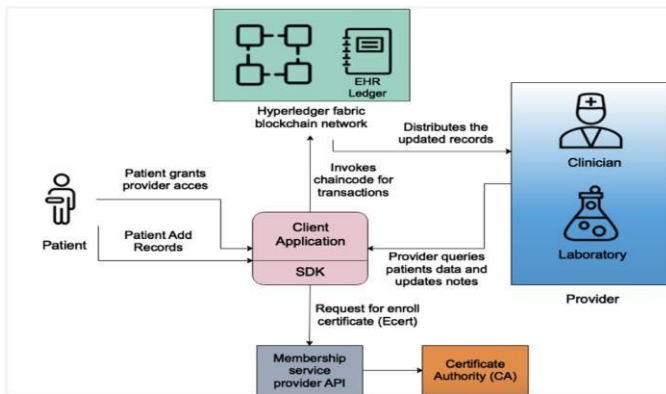 EHR
Ledger
Hyperledger fabric
blockchain network
Distributes the
updated records
Clinician
Patient grants
provider acces
Invokes
chaincode for
transactions
Patient
Patient Add
Records
Client
Application
SDK
Provider queries
patients data and
updates notes
Laboratory
Provider
Request for enroll
certificate (Ecert)
Membership
service
provider API
Certificate
Authority (CA)